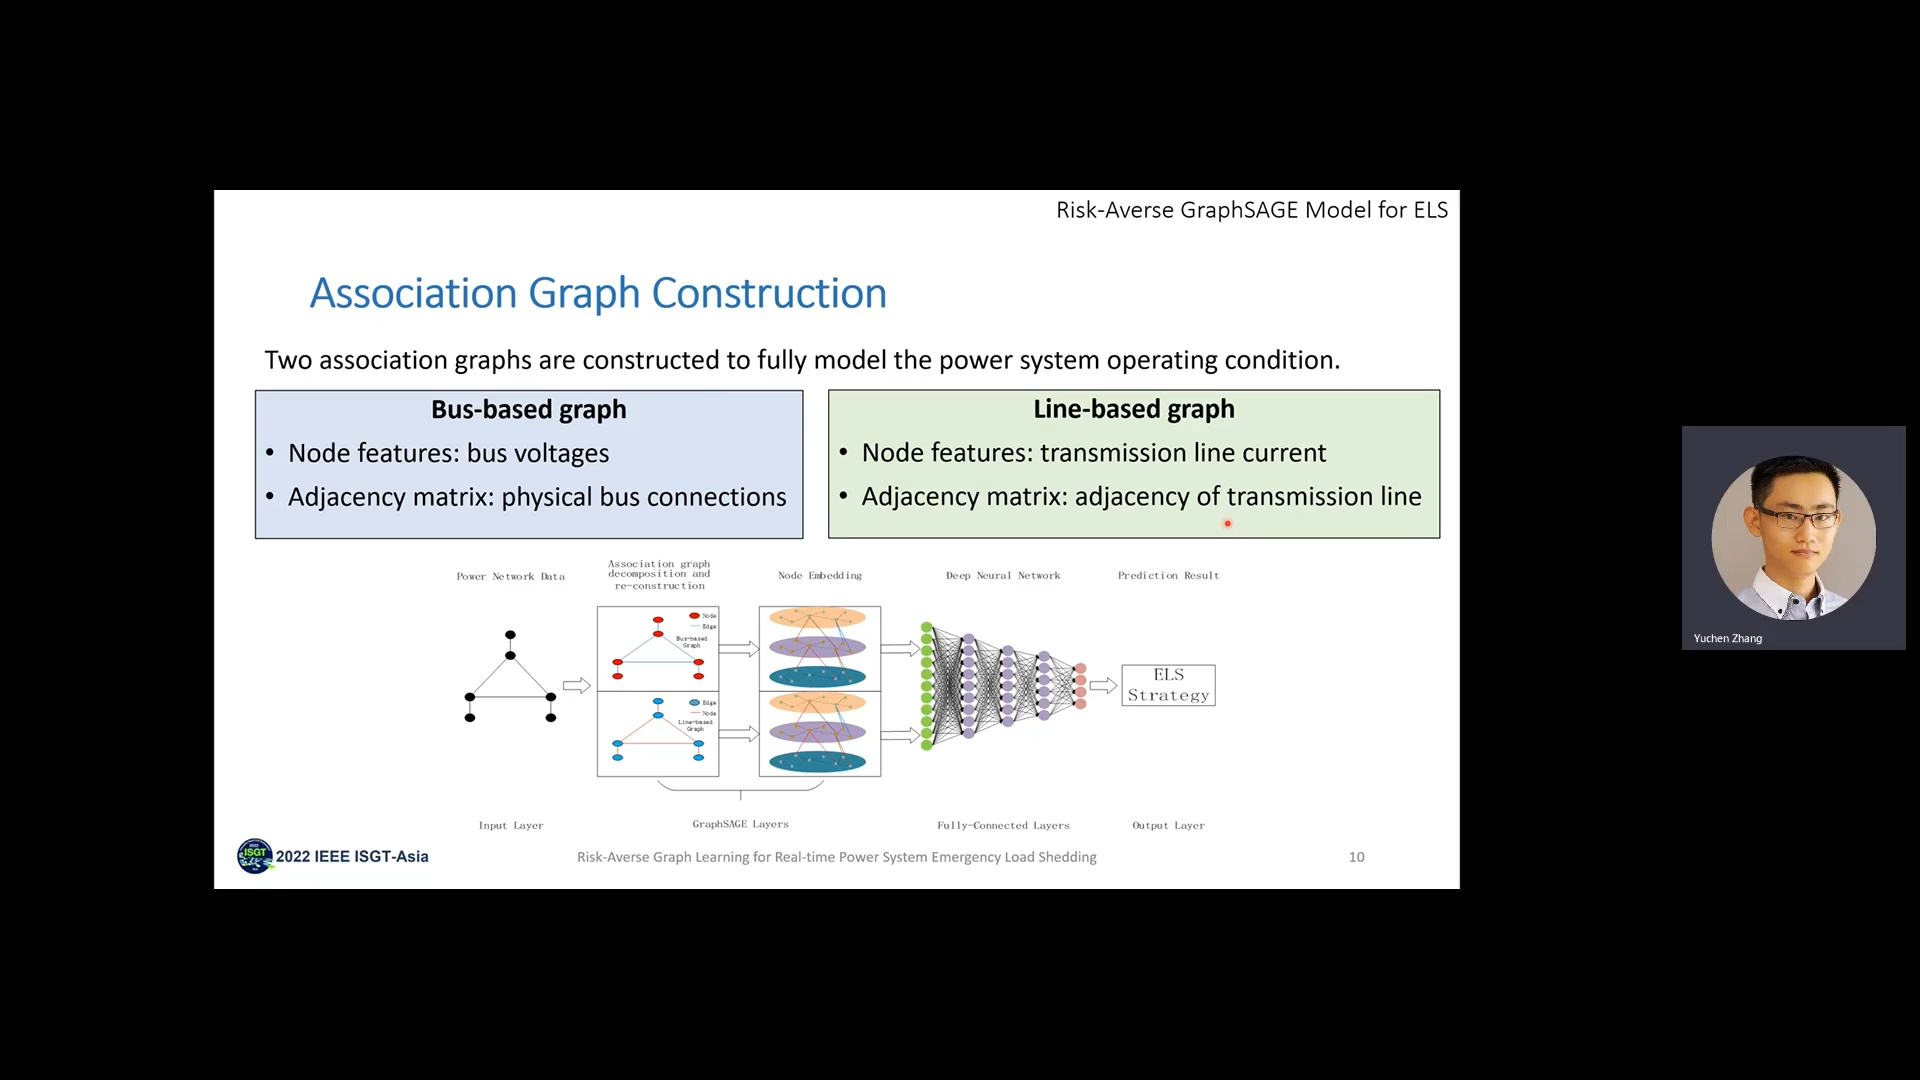 Risk-Averse GraphSAGE Model for ELS
Association Graph Construction
Two association graphs are constructed to fully model the power system operating condition.
Bus-based graph
• Node features: bus voltages
• Adjacency matrix: physical bus connections
Line-based graph
• Node features: transmission line current
• Adjacency matrix: adjacency of transmission line
Power Network Data
Association graph
decomposition and
re-construction
Node Embedding
Deep Neural Network
Prediction Result
Node
Edge
Bus-based
Graph
Edge
Node
Line-based
Graph
ELS
Strategy
Input Layer
GraphSAGE Layers
Fully-Connected Layers
Output Layer
ISGT
2022 IEEE ISGT-Asia
Risk-Averse Graph Learning for Real-time Power System Emergency Load Shedding
10
Yuchen Zhang